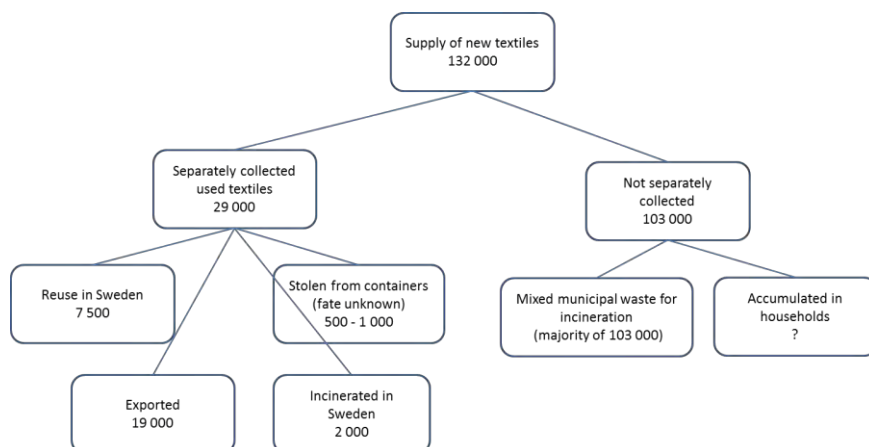 Supply of new textiles
132 000
Separately collected
used textiles
29 000
Not separately
collected
103 000
Reuse in Sweden
7 500
Stolen from containers
(fate unknown)
500 - 1 000
Mixed municipal waste for
incineration
(majority of 103 000)
Accumulated in
households
?
Exported
19 000
Incinerated in
Sweden
2 000